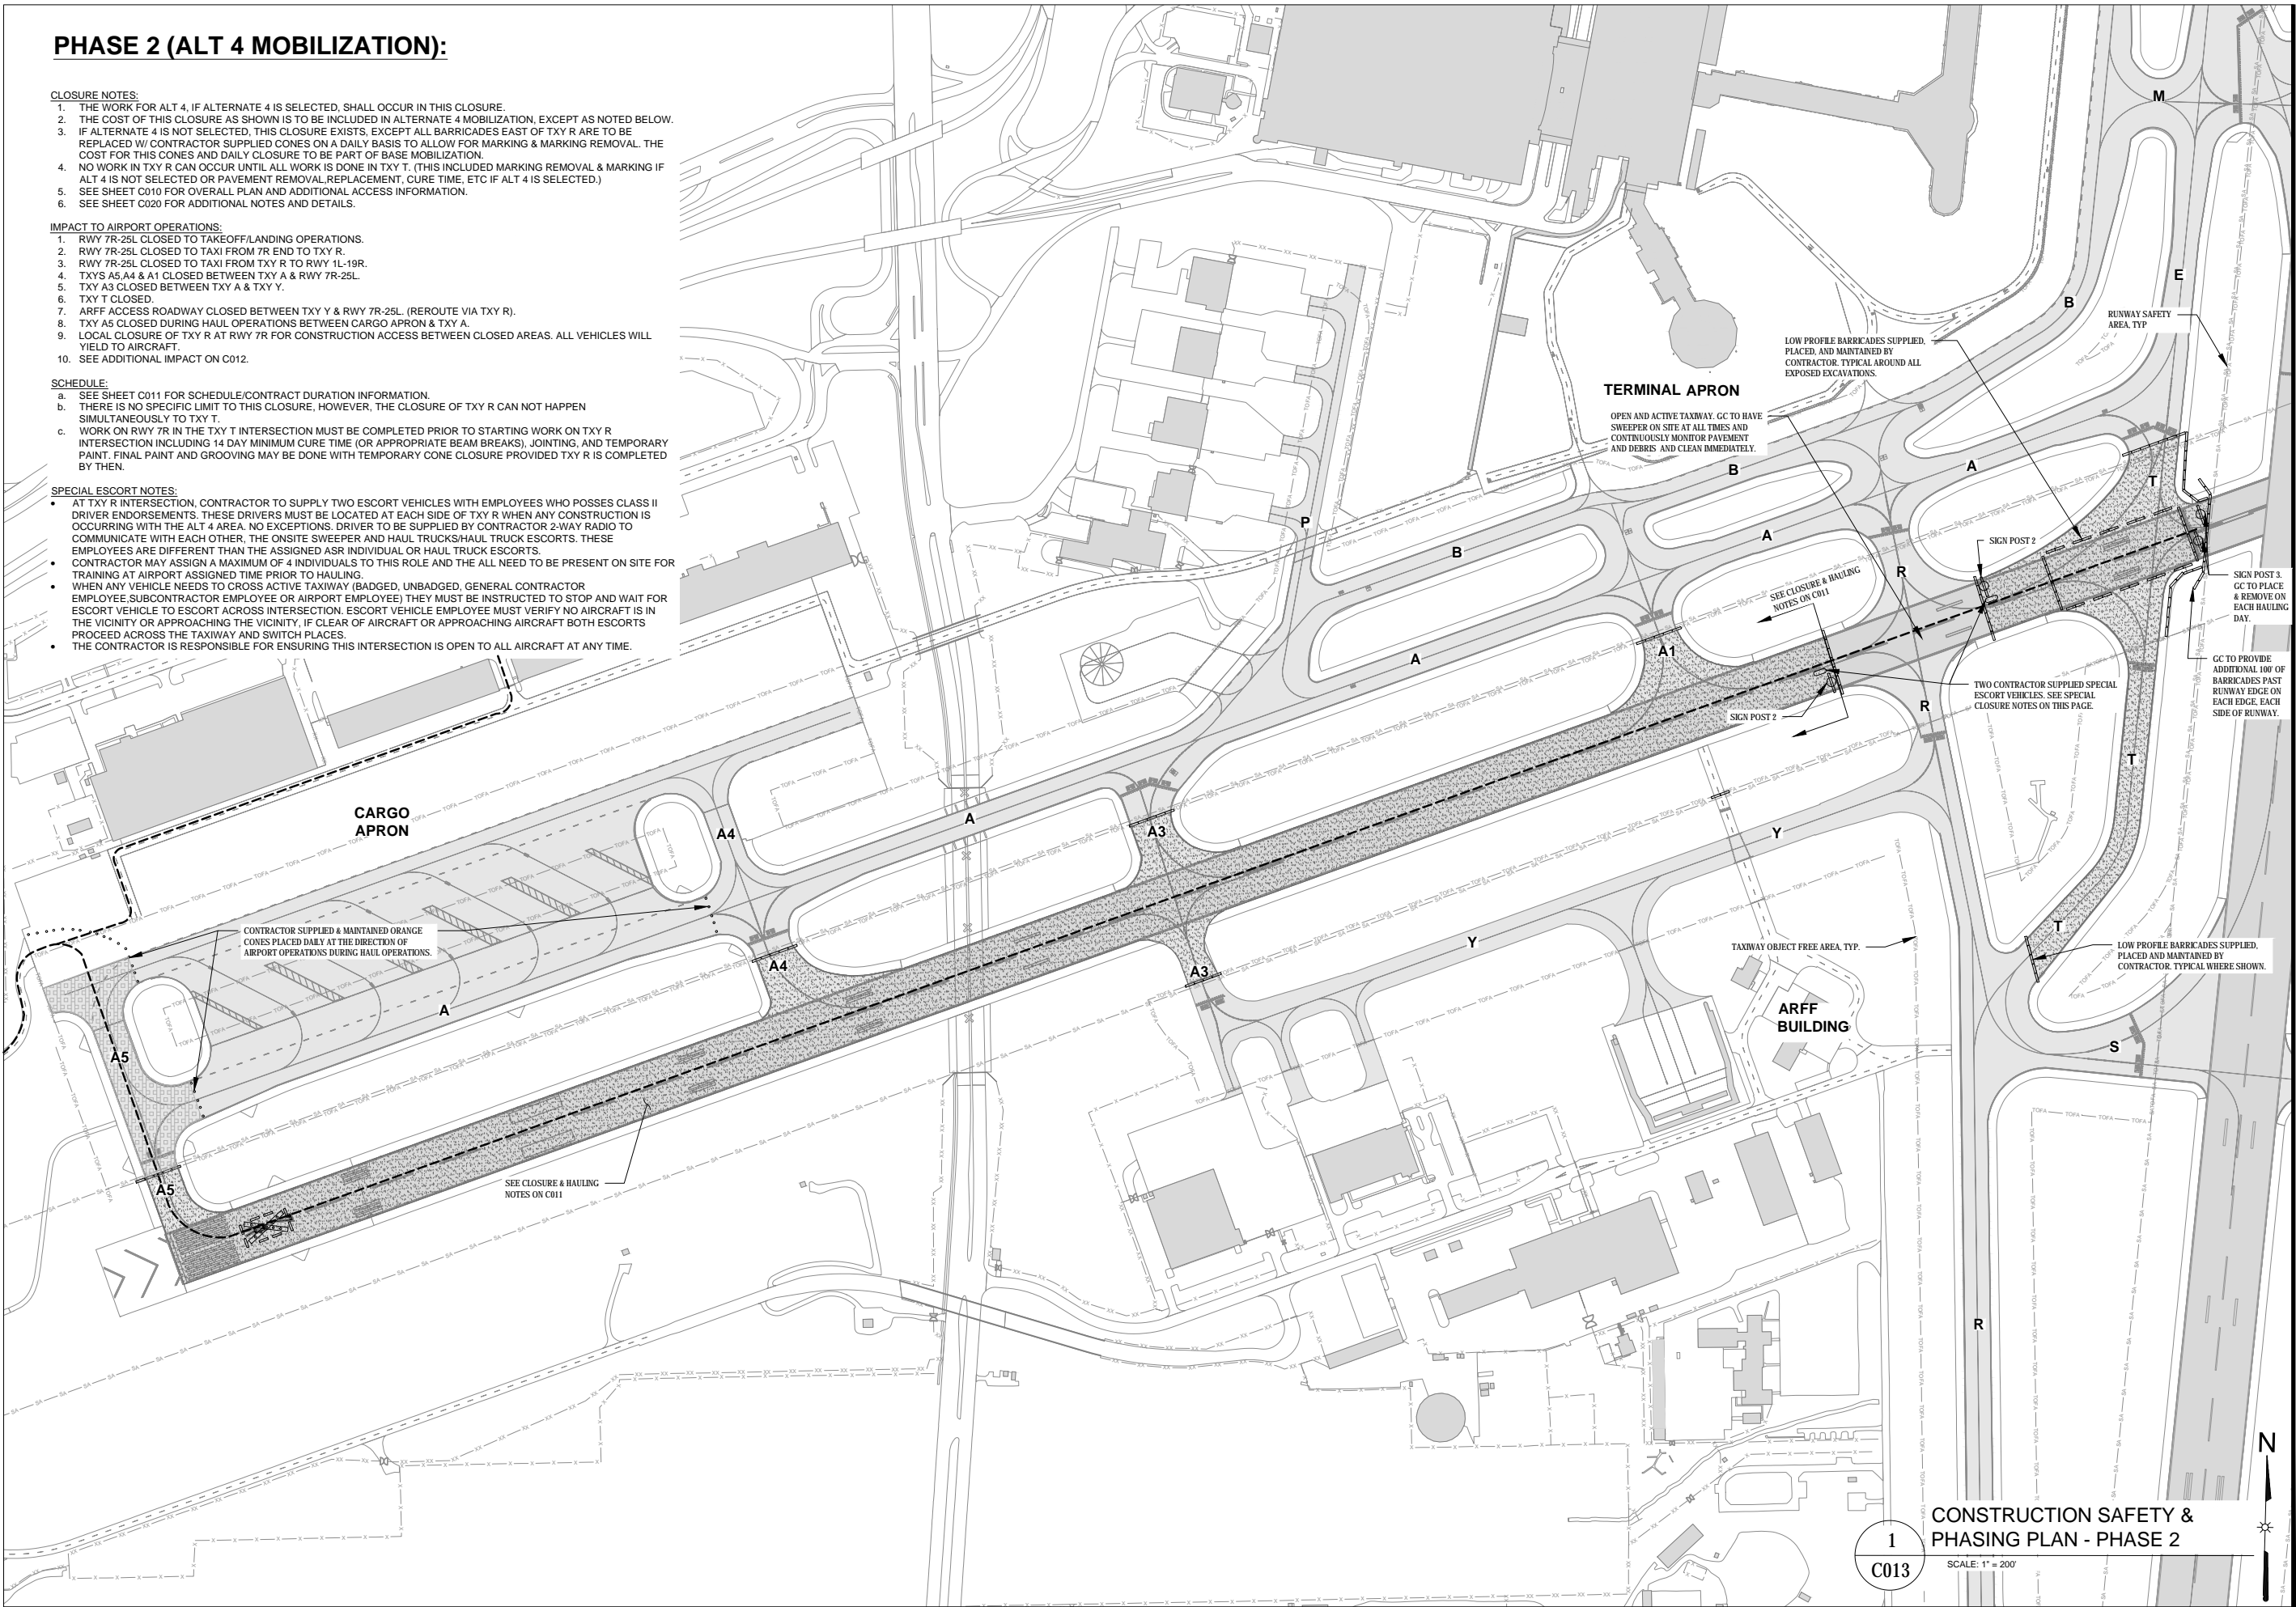 PHASE 2 (ALT 4 MOBILIZATION):
CLOSURE NOTES:
1. THE WORK FOR ALT 4, IF ALTERNATE 4 IS SELECTED, SHALL OCCUR IN THIS CLOSURE.
2. THE COST OF THIS CLOSURE AS SHOWN IS TO BE INCLUDED IN ALTERNATE 4 MOBILIZATION, EXCEPT AS NOTED BELOW.
3. IF ALTERNATE 4 IS NOT SELECTED, THIS CLOSURE EXISTS, EXCEPT ALL BARRICADES EAST OF TXY R ARE TO BE
REPLACED W/ CONTRACTOR SUPPLIED CONES ON A DAILY BASIS TO ALLOW FOR MARKING & MARKING REMOVAL. THE
COST FOR THIS CONES AND DAILY CLOSURE TO BE PART OF BASE MOBILIZATION.
4. NO WORK IN TXY R CAN OCCUR UNTIL ALL WORK IS DONE IN TXY T. (THIS INCLUDED MARKING REMOVAL & MARKING IF
ALT 4 IS NOT SELECTED OR PAVEMENT REMOVAL,REPLACEMENT, CURE TIME, ETC IF ALT 4 IS SELECTED.)
5. SEE SHEET C010 FOR OVERALL PLAN AND ADDITIONAL ACCESS INFORMATION.
6. SEE SHEET C020 FOR ADDITIONAL NOTES AND DETAILS.
IMPACT TO AIRPORT OPERATIONS:
1. RWY 7R-25L CLOSED TO TAKEOFF/LANDING OPERATIONS.
2. RWY 7R-25L CLOSED TO TAXI FROM 7R END TO TXY R.
3. RWY 7R-25L CLOSED TO TAXI FROM TXY R TO RWY 1L-19R.
4. TXYS A5,A4 & A1 CLOSED BETWEEN TXY A & RWY 7R-25L.
5. TXY A3 CLOSED BETWEEN TXY A & TXY Y.
6. TXY T CLOSED.
7. ARFF ACCESS ROADWAY CLOSED BETWEEN TXY Y & RWY 7R-25L. (REROUTE VIA TXY R).
8. TXY A5 CLOSED DURING HAUL OPERATIONS BETWEEN CARGO APRON & TXY A.
9. LOCAL CLOSURE OF TXY R AT RWY 7R FOR CONSTRUCTION ACCESS BETWEEN CLOSED AREAS. ALL VEHICLES WILL
YIELD TO AIRCRAFT.
10. SEE ADDITIONAL IMPACT ON C012.
SCHEDULE:
a. SEE SHEET C011 FOR SCHEDULE/CONTRACT DURATION INFORMATION.
b. THERE IS NO SPECIFIC LIMIT TO THIS CLOSURE, HOWEVER, THE CLOSURE OF TXY R CAN NOT HAPPEN
SIMULTANEOUSLY TO TXY T.
c. WORK ON RWY 7R IN THE TXY T INTERSECTION MUST BE COMPLETED PRIOR TO STARTING WORK ON TXY R
INTERSECTION INCLUDING 14 DAY MINIMUM CURE TIME (OR APPROPRIATE BEAM BREAKS), JOINTING, AND TEMPORARY
PAINT. FINAL PAINT AND GROOVING MAY BE DONE WITH TEMPORARY CONE CLOSURE PROVIDED TXY R IS COMPLETED
BY THEN.
SPECIAL ESCORT NOTES:
• AT TXY R INTERSECTION, CONTRACTOR TO SUPPLY TWO ESCORT VEHICLES WITH EMPLOYEES WHO POSSES CLASS II
DRIVER ENDORSEMENTS. THESE DRIVERS MUST BE LOCATED AT EACH SIDE OF TXY R WHEN ANY CONSTRUCTION IS
OCCURRING WITH THE ALT 4 AREA. NO EXCEPTIONS. DRIVER TO BE SUPPLIED BY CONTRACTOR 2-WAY RADIO TO
COMMUNICATE WITH EACH OTHER, THE ONSITE SWEEPER AND HAUL TRUCKS/HAUL TRUCK ESCORTS. THESE
EMPLOYEES ARE DIFFERENT THAN THE ASSIGNED ASR INDIVIDUAL OR HAUL TRUCK ESCORTS.
• CONTRACTOR MAY ASSIGN A MAXIMUM OF 4 INDIVIDUALS TO THIS ROLE AND THE ALL NEED TO BE PRESENT ON SITE FOR
TRAINING AT AIRPORT ASSIGNED TIME PRIOR TO HAULING.
• WHEN ANY VEHICLE NEEDS TO CROSS ACTIVE TAXIWAY (BADGED, UNBADGED, GENERAL CONTRACTOR
EMPLOYEE,SUBCONTRACTOR EMPLOYEE OR AIRPORT EMPLOYEE) THEY MUST BE INSTRUCTED TO STOP AND WAIT FOR
ESCORT VEHICLE TO ESCORT ACROSS INTERSECTION. ESCORT VEHICLE EMPLOYEE MUST VERIFY NO AIRCRAFT IS IN
THE VICINITY OR APPROACHING THE VICINITY, IF CLEAR OF AIRCRAFT OR APPROACHING AIRCRAFT BOTH ESCORTS
PROCEED ACROSS THE TAXIWAY AND SWITCH PLACES.
• THE CONTRACTOR IS RESPONSIBLE FOR ENSURING THIS INTERSECTION IS OPEN TO ALL AIRCRAFT AT ANY TIME.
M
E
B
RUNWAY SAFETY
AREA, TYP
LOW PROFILE BARRICADES SUPPLIED,
PLACED, AND MAINTAINED BY
CONTRACTOR. TYPICAL AROUND ALL
EXPOSED EXCAVATIONS.
TERMINAL APRON
OPEN AND ACTIVE TAXIWAY. GC TO HAVE
SWEEPER ON SITE AT ALL TIMES AND
CONTINUOUSLY MONITOR PAVEMENT
AND DEBRIS AND CLEAN IMMEDIATELY.
B
A
T
P
B
A
SIGN POST 2
R
SEE CLOSURE & HAULING
NOTES ON C011
SIGN POST 3.
GC TO PLACE
& REMOVE ON
EACH HAULING
DAY.
A
A1
GC TO PROVIDE
ADDITIONAL 100' OF
BARRICADES PAST
RUNWAY EDGE ON
EACH EDGE, EACH
SIDE OF RUNWAY.
TWO CONTRACTOR SUPPLIED SPECIAL
ESCORT VEHICLES. SEE SPECIAL
CLOSURE NOTES ON THIS PAGE.
R
SIGN POST 2
T
CARGO
APRON
A4
A
A3
Y
CONTRACTOR SUPPLIED & MAINTAINED ORANGE
CONES PLACED DAILY AT THE DIRECTION OF
AIRPORT OPERATIONS DURING HAUL OPERATIONS.
A4
A3
Y
TAXIWAY OBJECT FREE AREA, TYP.
T
LOW PROFILE BARRICADES SUPPLIED,
PLACED AND MAINTAINED BY
CONTRACTOR. TYPICAL WHERE SHOWN.
A
ARFF
BUILDING
A5
S
A5
SEE CLOSURE & HAULING
NOTES ON C011
R
N
1
C013
CONSTRUCTION SAFETY &
PHASING PLAN - PHASE 2
SCALE: 1" = 200'